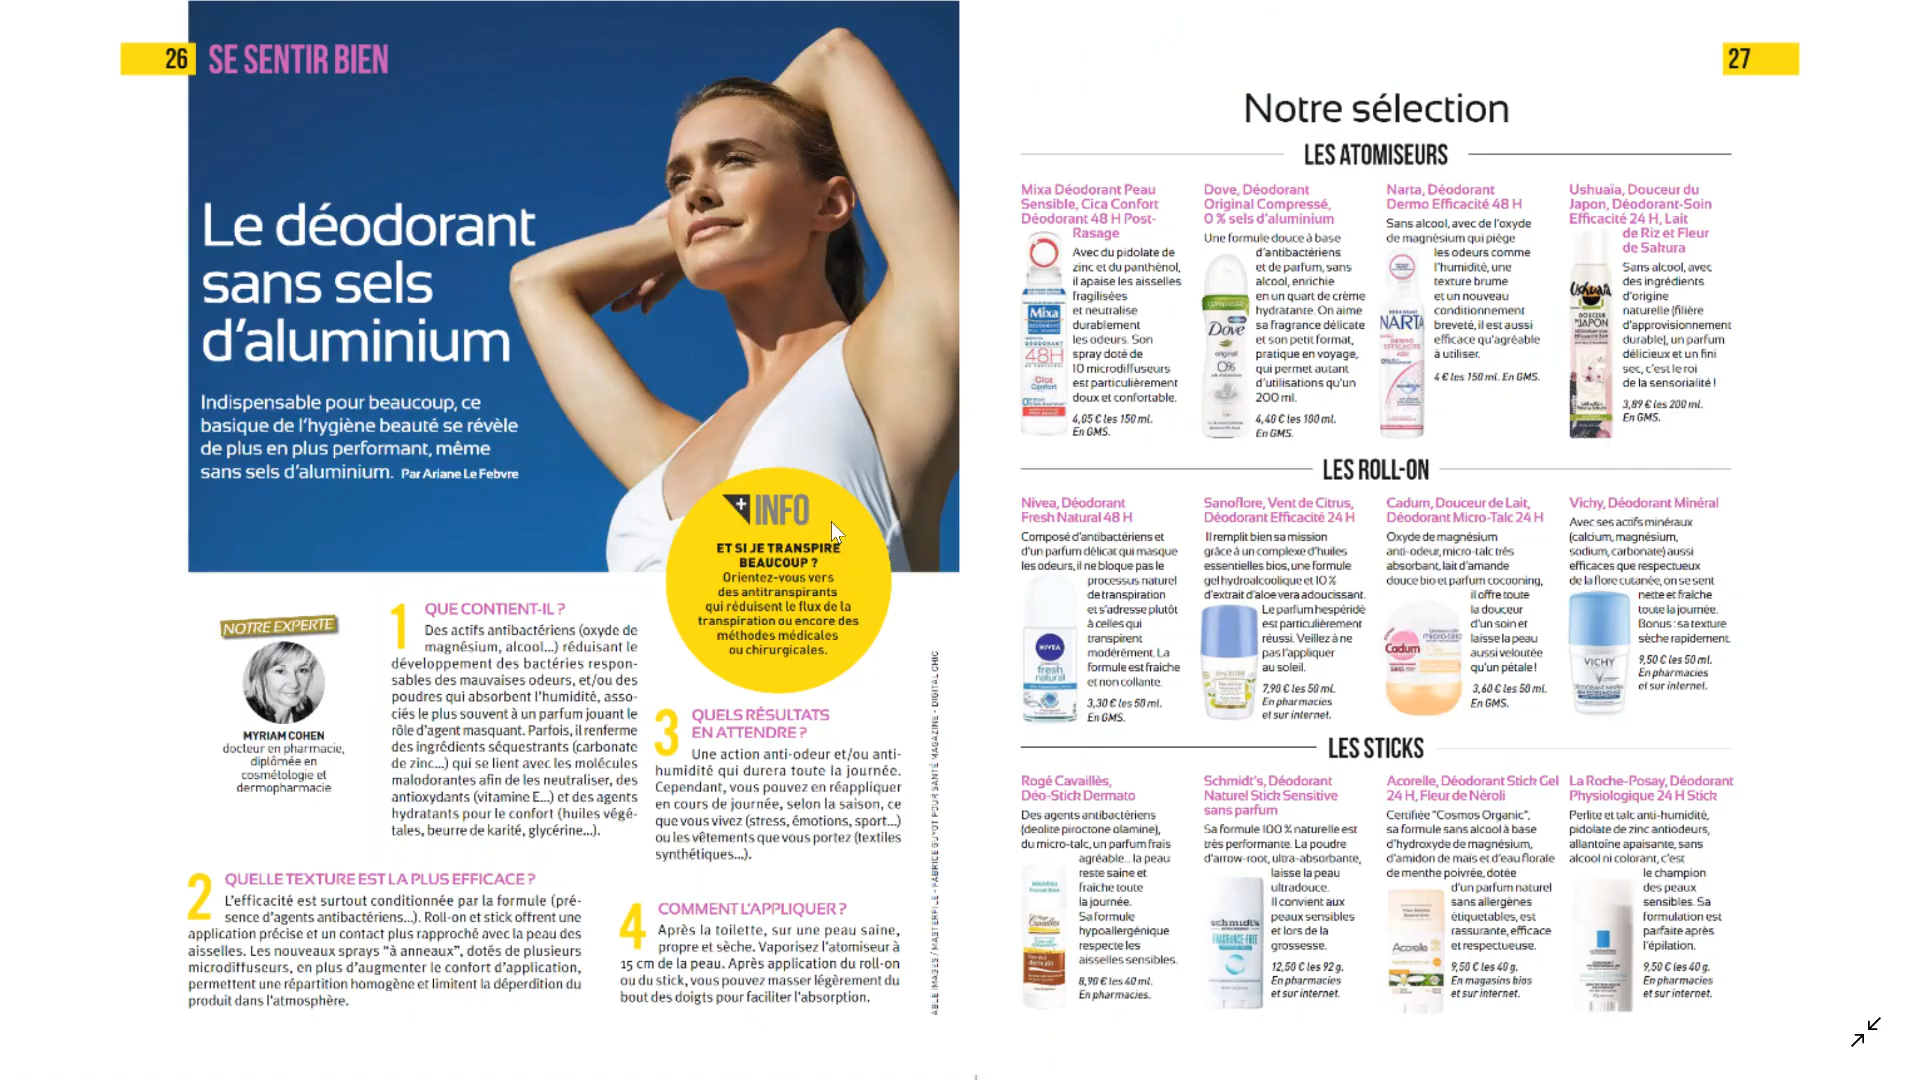 26
SE SENTIR BIEN
Le déodorant
sans sels
d'aluminium
Indispensable pour beaucoup, ce
basique de l'hygiène beauté se révèle
de plus en plus performant, même
sans sels d'aluminium. Par Ariane Le Febvre
+ INFO
ET SI JE TRANSPIRE
BEAUCOUP ?
Orientez-vous vers
des antitranspirants
qui réduisent le flux de la
transpiration ou encore des
méthodes médicales
ou chirurgicales.
NOTRE EXPERTE
MYRIAM COHEN
docteur en pharmacie,
diplômée en
cosmétologie et
dermopharmacie
1 QUE CONTIENT-IL ?
Des actifs antibactériens (oxyde de
magnésium, alcool...) réduisant le
développement des bactéries respon-
sables des mauvaises odeurs, et/ou des
poudres qui absorbent l'humidité, asso-
ciés le plus souvent à un parfum jouant le
rôle d'agent masquant. Parfois, il renferme
des ingrédients séquestrants (carbonate
de zinc...) qui se lient avec les molécules
malodorantes afin de les neutraliser, des
antioxydants (vitamine E...) et des agents
hydratants pour le confort (huiles végé-
tales, beurre de karité, glycérine...).
2 QUELLE TEXTURE EST LA PLUS EFFICACE ?
L'efficacité est surtout conditionnée par la formule (pré-
sence d'agents antibactériens...). Roll-on et stick offrent une
application précise et un contact plus rapproché avec la peau des
aisselles. Les nouveaux sprays "à anneaux", dotés de plusieurs
microdiffuseurs, en plus d'augmenter le confort d'application,
permettent une répartition homogène et limitent la déperdition du
produit dans l'atmosphère.
3 QUELS RÉSULTATS
EN ATTENDRE ?
Une action anti-odeur et/ou anti-
humidité qui durera toute la journée.
Cependant, vous pouvez en réappliquer
en cours de journée, selon la saison, ce
que vous vivez (stress, émotions, sport...)
ou les vêtements que vous portez (textiles
synthétiques...).
4 COMMENT L'APPLIQUER ?
Après la toilette, sur une peau saine,
propre et sèche. Vaporisez l'atomiseur à
15 cm de la peau. Après application du roll-on
ou du stick, vous pouvez masser légèrement du
bout des doigts pour faciliter l'absorption.
ABLE IMAGES / MASTERFILE - FABRICE GUYOT POUR SANTÉ MAGAZINE - DIGITAL CHIC
27
Notre sélection
LES ATOMISEURS
Mixa Déodorant Peau
Sensible, Cica Confort
Déodorant 48 H Post-
Rasage
Avec du pidolate de
zinc et du panthénol,
il apaise les aisselles
fragilisées
et neutralise
durablement
les odeurs. Son
spray doté de
10 microdiffuseurs
est particulièrement
doux et confortable.
4,05 € les 150 ml.
En GMS.
Mixa
48H
Cica
Confort
Dove, Déodorant
Original Compressé,
0 % sels d'aluminium
Une formule douce à base
d'antibactériens
et de parfum, sans
alcool, enrichie
en un quart de crème
hydratante. On aime
sa fragrance délicate
et son petit format,
pratique en voyage,
qui permet autant
d'utilisations qu'un
200 ml.
4,40 € les 100 ml.
En GMS.
Dove
original
0%
Narta, Déodorant
Dermo Efficacité 48 H
Sans alcool, avec de l'oxyde
de magnésium qui piège
les odeurs comme
l'humidité, une
texture brume
et un nouveau
conditionnement
breveté, il est aussi
efficace qu'agréable
à utiliser.
4 € les 150 ml. En GMS.
NARTA
Ushuaïa, Douceur du
Japon, Déodorant-Soin
Efficacité 24 H, Lait
de Riz et Fleur
de Sakura
Sans alcool, avec
des ingrédients
d'origine
naturelle (filière
d'approvisionnement
durable), un parfum
délicieux et un fini
sec, c'est le roi
de la sensorialité !
3,89 € les 200 ml.
En GMS.
Ushuaïa
DOUCEUR
JAPON
LES ROLL-ON
Nivea, Déodorant
Fresh Natural 48 H
Composé d'antibactériens et
d'un parfum délicat qui masque
les odeurs, il ne bloque pas le
processus naturel
de transpiration
et s'adresse plutôt
à celles qui
transpirent
modérément. La
formule est fraîche
et non collante.
3,30 € les 50 ml.
En GMS.
NIVEA
fresh
natural
Sanoflore, Vent de Citrus,
Déodorant Efficacité 24 H
Il remplit bien sa mission
grâce à un complexe d'huiles
essentielles bios, une formule
gel hydroalcoolique et 10 %
d'extrait d'aloe vera adoucissant.
Le parfum hespéridé
est particulièrement
réussi. Veillez à ne
pas l'appliquer
au soleil.
7,90 € les 50 ml.
En pharmacies
et sur internet.
Cadum, Douceur de Lait,
Déodorant Micro-Talc 24 H
Oxyde de magnésium
anti-odeur, micro-talc très
absorbant, lait d'amande
douce bio et parfum cocooning,
il offre toute
la douceur
d'un soin et
laisse la peau
aussi veloutée
qu'un pétale !
3,60 € les 50 ml.
En GMS.
Cadum
micro-talc
Vichy, Déodorant Minéral
Avec ses actifs minéraux
(calcium, magnésium,
sodium, carbonate) aussi
efficaces que respectueux
de la flore cutanée, on se sent
nette et fraîche
toute la journée.
Bonus : sa texture
sèche rapidement.
9,50 € les 50 ml.
En pharmacies
et sur internet.
VICHY
LES STICKS
Rogé Cavaillès,
Déo-Stick Dermato
Des agents antibactériens
(deolite piroctone olamine),
du micro-talc, un parfum frais
agréable... la peau
reste saine et
fraîche toute
la journée.
Sa formule
hypoallergénique
respecte les
aisselles sensibles.
8,90 € les 40 ml.
En pharmacies.
Schmidt's, Déodorant
Naturel Stick Sensitive
sans parfum
Sa formule 100 % naturelle est
très performante. La poudre
d'arrow-root, ultra-absorbante,
laisse la peau
ultradouce.
Il convient aux
peaux sensibles
et lors de la
grossesse.
12,50 € les 92 g.
En pharmacies
et sur internet.
schmidt's
FRAGRANCE-FREE
Acorelle, Déodorant Stick Gel
24 H, Fleur de Néroli
Certifiée "Cosmos Organic",
sa formule sans alcool à base
d'hydroxyde de magnésium,
d'amidon de maïs et d'eau florale
de menthe poivrée, dotée
d'un parfum naturel
sans allergènes
étiquetables, est
rassurante, efficace
et respectueuse.
9,50 € les 40 g.
En magasins bios
et sur internet.
Acorelle
La Roche-Posay, Déodorant
Physiologique 24 H Stick
Perlite et talc anti-humidité,
pidolate de zinc antiodeurs,
allantoïne apaisante, sans
alcool ni colorant, c'est
le champion
des peaux
sensibles. Sa
formulation est
parfaite après
l'épilation.
9,50 € les 40 g.
En pharmacies
et sur internet.